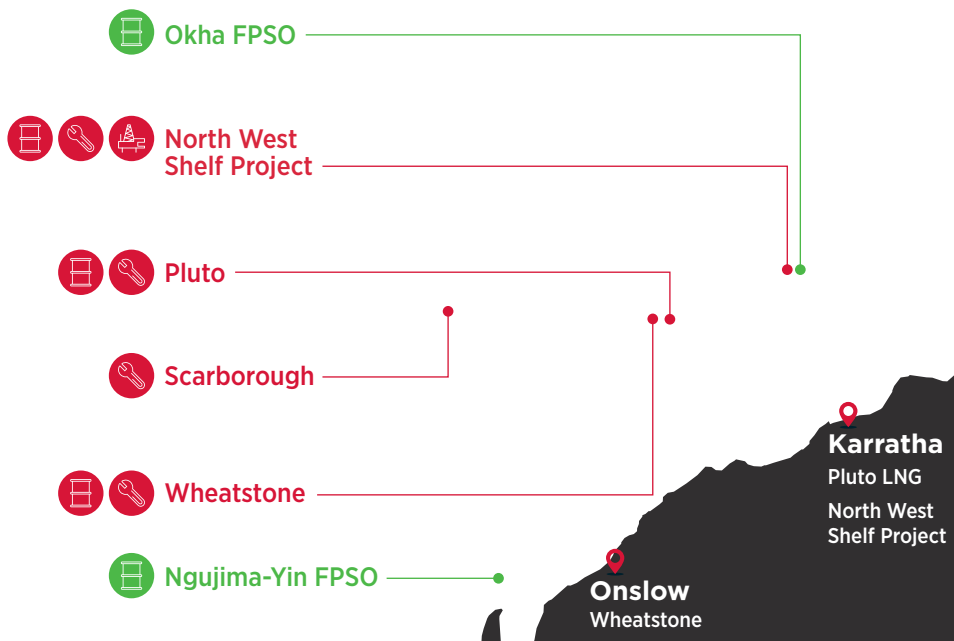 Okha FPSO
North West
Shelf Project
Pluto
Scarborough
Wheatstone
Ngujima-Yin FPSO
Karratha
Pluto LNG
North West
Shelf Project
Onslow
Wheatstone